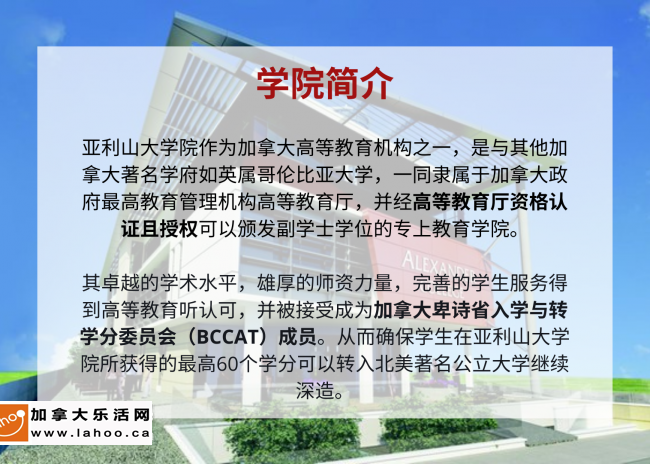 学院简介
亚利山大学院作为加拿大高等教育机构之一，是与其他加
拿大著名学府如英属哥伦比亚大学，一同隶属于加拿大政
府最高教育管理机构高等教育厅，并经高等教育厅资格认
证且授权可以颁发副学士学位的专上教育学院。
其卓越的学术水平，雄厚的师资力量，完善的学生服务得
到高等教育听认可，并被接受成为加拿大卑诗省入学与转
学分委员会（BCCAT）成员。从而确保学生在亚利山大学
院所获得的最高60个学分可以转入北美著名公立大学继续
深造。
加拿大乐活网
www.lahoo.ca